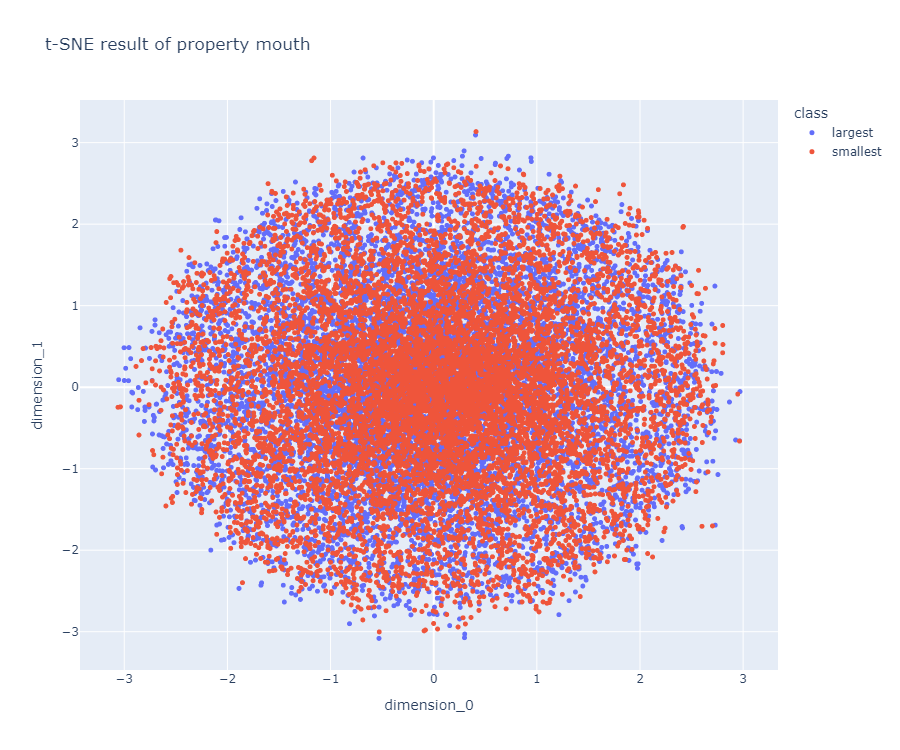 t-SNE result of property mouth
class
largest
smallest
3
2
1
0
−1
−2
−3
dimension_1
−3
−2
−1
0
1
2
3
dimension_0